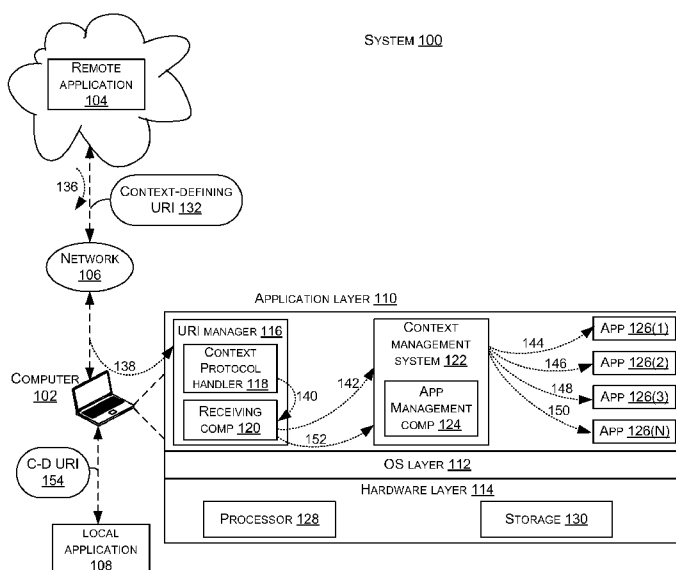 SYSTEM 100
REMOTE
APPLICATION
104
136
CONTEXT-DEFINING
URI 132
NETWORK
106
APPLICATION LAYER 110
URI MANAGER 116
CONTEXT
PROTOCOL
HANDLER 118
RECEIVING
COMP 120
138
140
142
152
CONTEXT
MANAGEMENT
SYSTEM 122
APP
MANAGEMENT
COMP 124
144
146
148
150
APP 126(1)
APP 126(2)
APP 126(3)
APP 126(N)
COMPUTER
102
OS LAYER 112
HARDWARE LAYER 114
PROCESSOR 128
STORAGE 130
C-D URI
154
LOCAL
APPLICATION
108